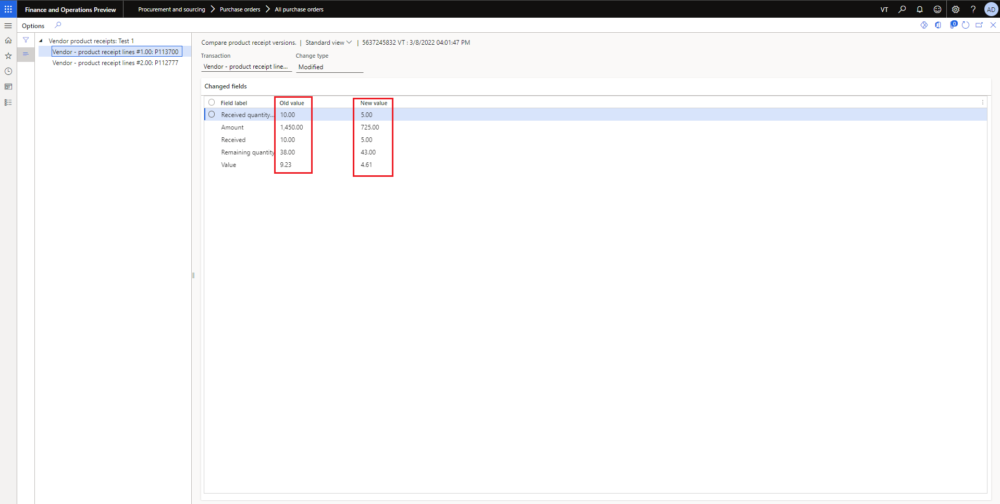 Finance and Operations Preview Procurement and sourcing Purchase orders All purchase orders VT ? AD
Options 0
Vendor product receipts: Test 1
Vendor - product receipt lines #1.00: P113700
Vendor - product receipt lines #2.00: P112777
Compare product receipt versions. | Standard view | 5637245832 VT : 3/8/2022 04:01:47 PM
Transaction Change type
Vendor - product receipt line... Modified
Changed fields
Field label Old value New value
Received quantity... 10.00 5.00
Amount 1,450.00 725.00
Received 10.00 5.00
Remaining quantity 38.00 43.00
Value 9.23 4.61